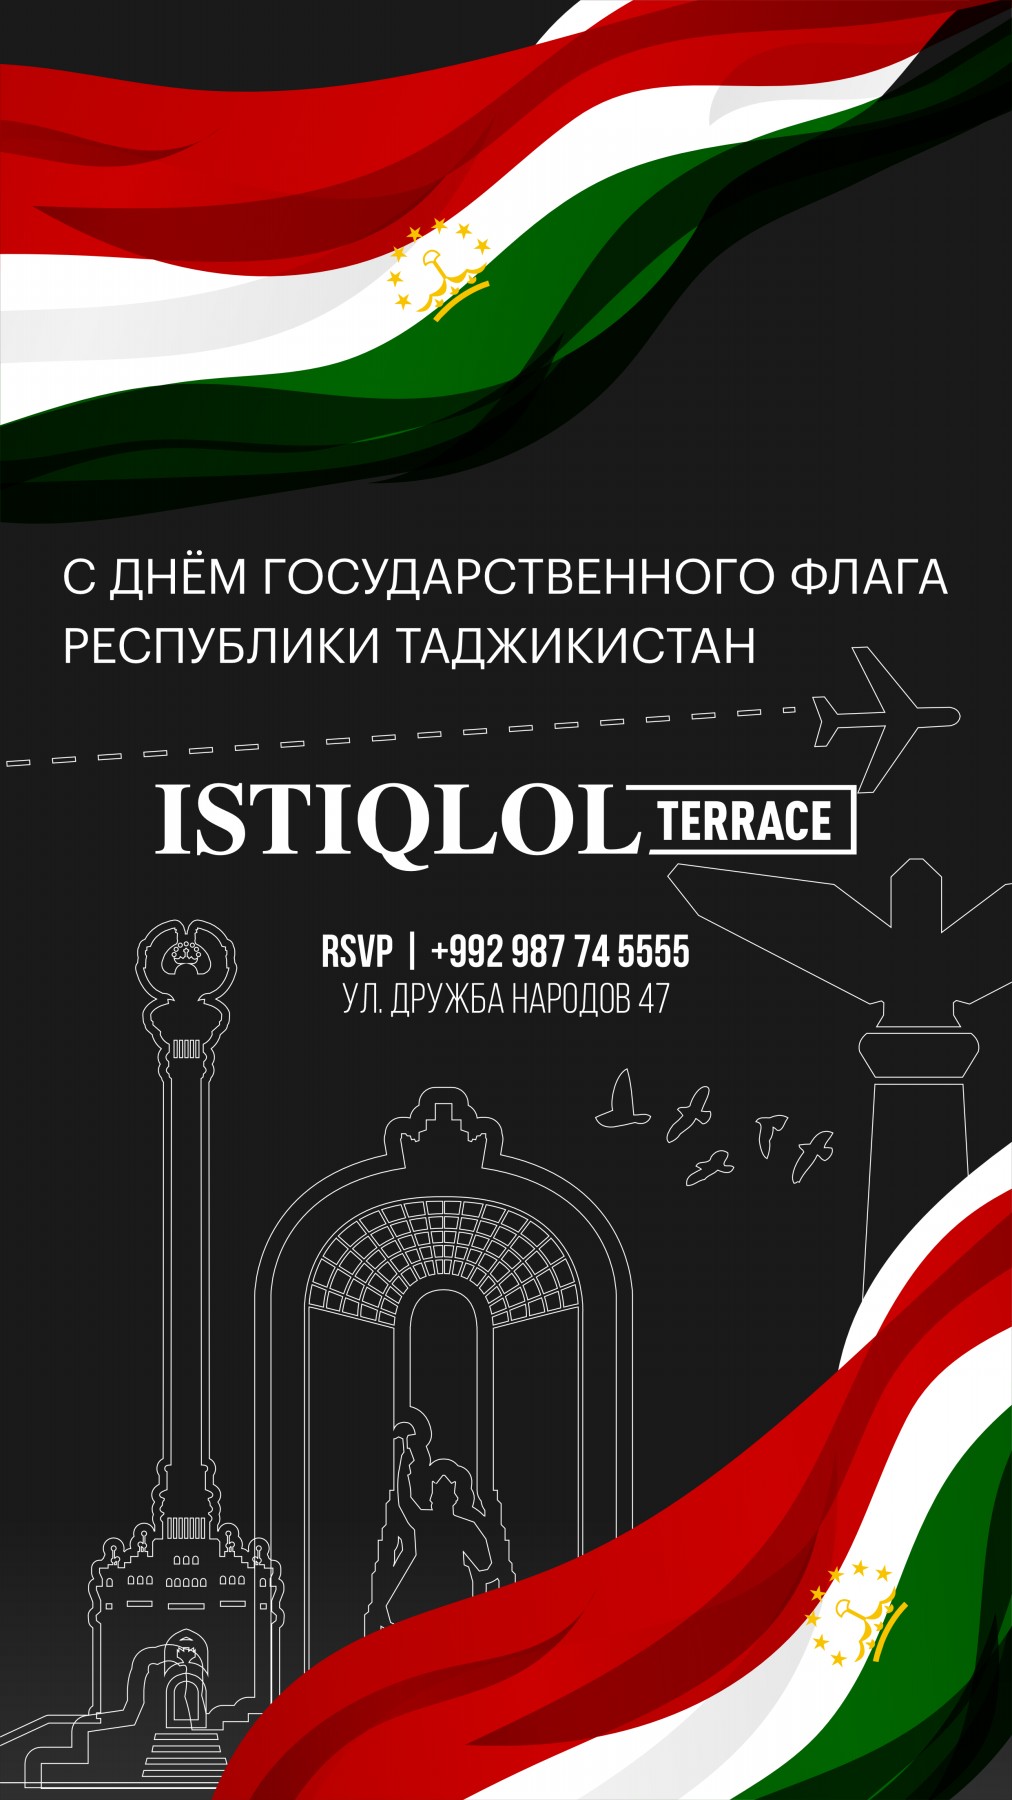 С ДНЁМ ГОСУДАРСТВЕННОГО ФЛАГА
РЕСПУБЛИКИ ТАДЖИКИСТАН
ISTIQLOL TERRACE
RSVP | +992 987 74 5555
УЛ. ДРУЖБА НАРОДОВ 47